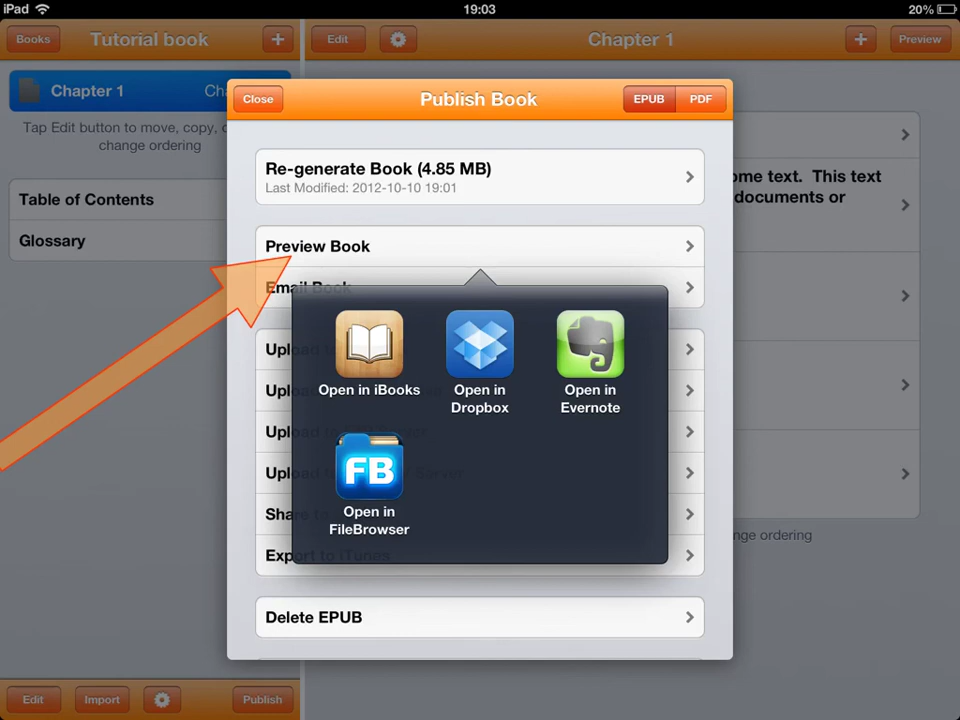 iPad
19:03
20%
Books
Tutorial book
+
Edit
Chapter 1
+
Preview
Chapter 1
Tap Edit button to move, copy,
change ordering
Table of Contents
Glossary
Close
Publish Book
EPUB
PDF
Re-generate Book (4.85 MB)
Last Modified: 2012-10-10 19:01
Preview Book
Email Book
Open in iBooks
Open in
Dropbox
Open in
Evernote
FB
Open in
FileBrowser
Export to iTunes
Delete EPUB
text. This text
documents or
ordering
Edit
Import
Publish